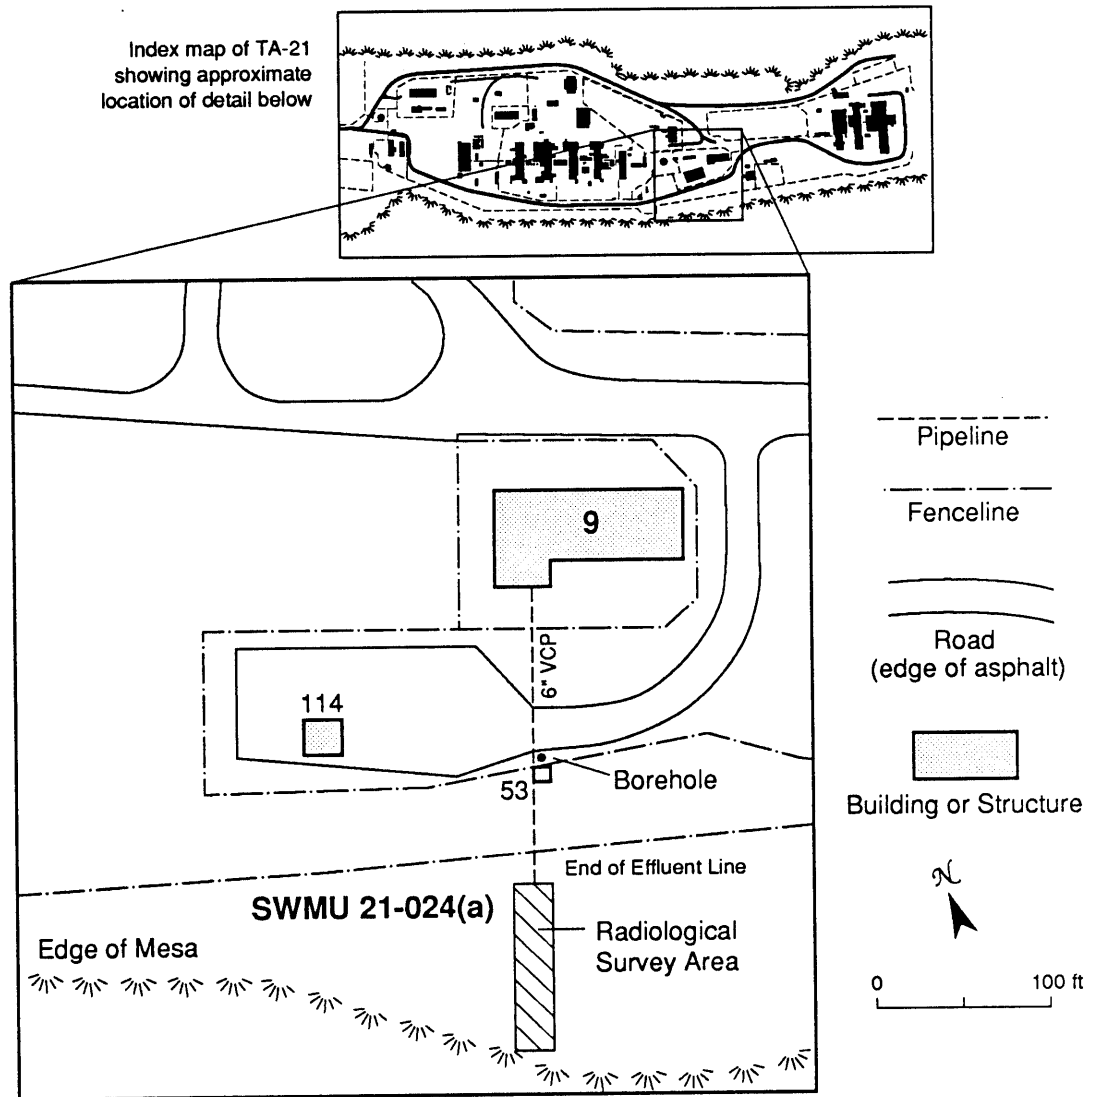 Index map of TA-21
showing approximate
location of detail below
Pipeline
Fenceline
9
6" VCP
Road
(edge of asphalt)
114
Borehole
53
Building or Structure
End of Effluent Line
SWMU 21-024(a)
N
Radiological
Survey Area
Edge of Mesa
0 100 ft